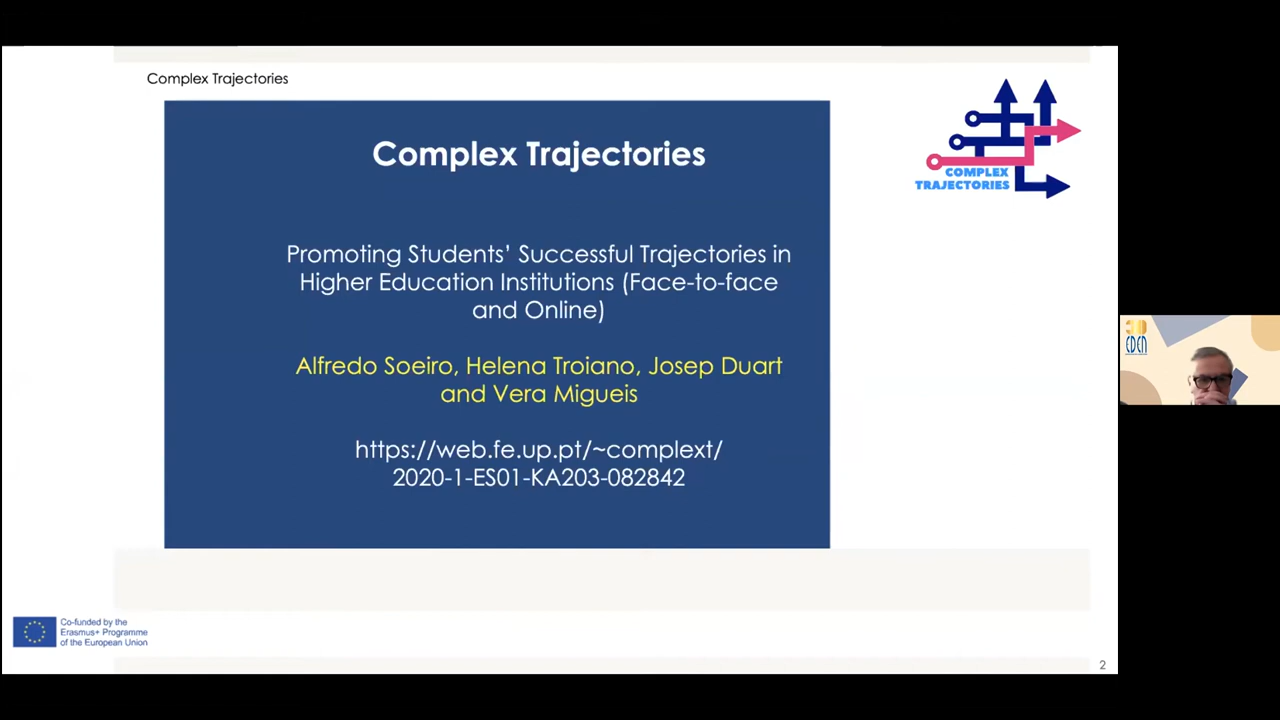 Complex Trajectories
Complex Trajectories
Promoting Students’ Successful Trajectories in
Higher Education Institutions (Face-to-face
and Online)
Alfredo Soeiro, Helena Troiano, Josep Duart
and Vera Migueis
https://web.fe.up.pt/~complext/
2020-1-ES01-KA203-082842
COMPLEX
TRAJECTORIES
EDEN
Co-funded by the
Erasmus+ Programme
of the European Union
2